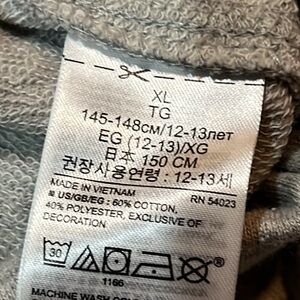 XL
TG
145-148см/12-13лет
EG (12-13)/XG
日本 150 CM
권장사용연령 : 12-13세
MADE IN VIETNAM
RN 54023
US/GB/EG : 60% COTTON,
40% POLYESTER, EXCLUSIVE OF
DECORATION
30
1166
MACHINE WASH